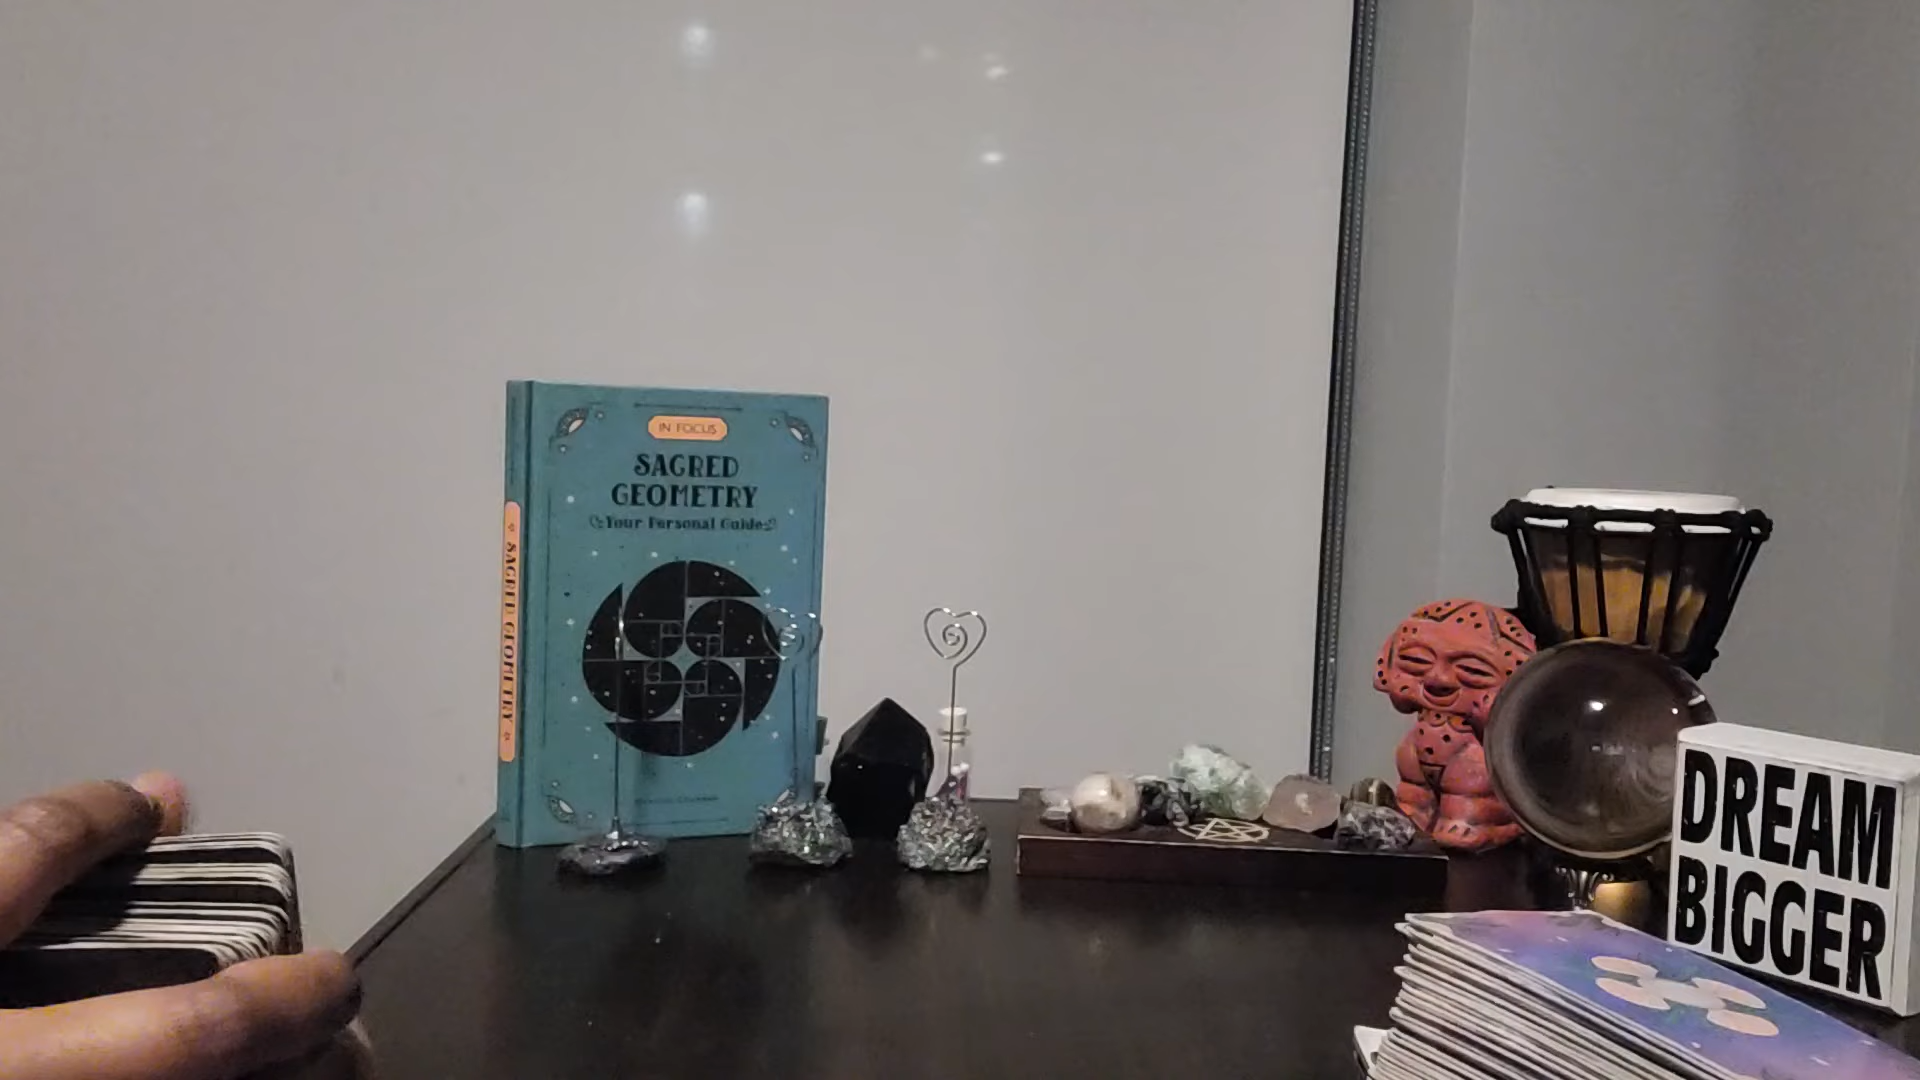 IN FOCUS
SACRED
GEOMETRY
Your Personal Guide
SACRED GEOMETRY
DREAM
BIGGER